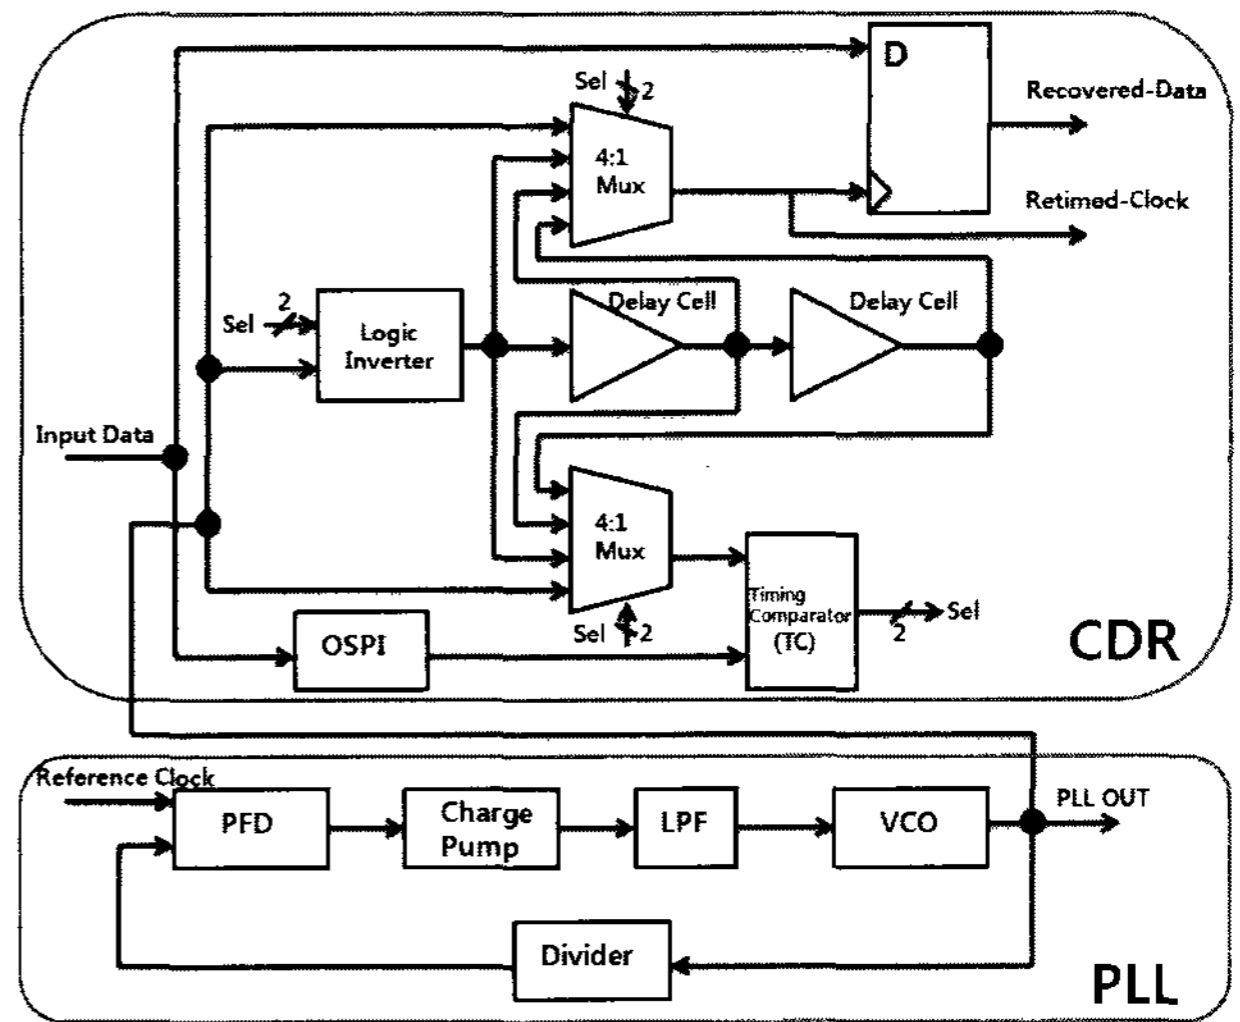 D
Recovered-Data
Sel 2
4:1
Mux
Retimed-Clock
2
Sel
Logic
Inverter
Delay Cell
Delay Cell
Input Data
4:1
Mux
Sel 2
Timing
Comparator
(TC)
2
Sel
OSPI
CDR
Reference Clock
PFD
Charge
Pump
LPF
VCO
PLL OUT
Divider
PLL